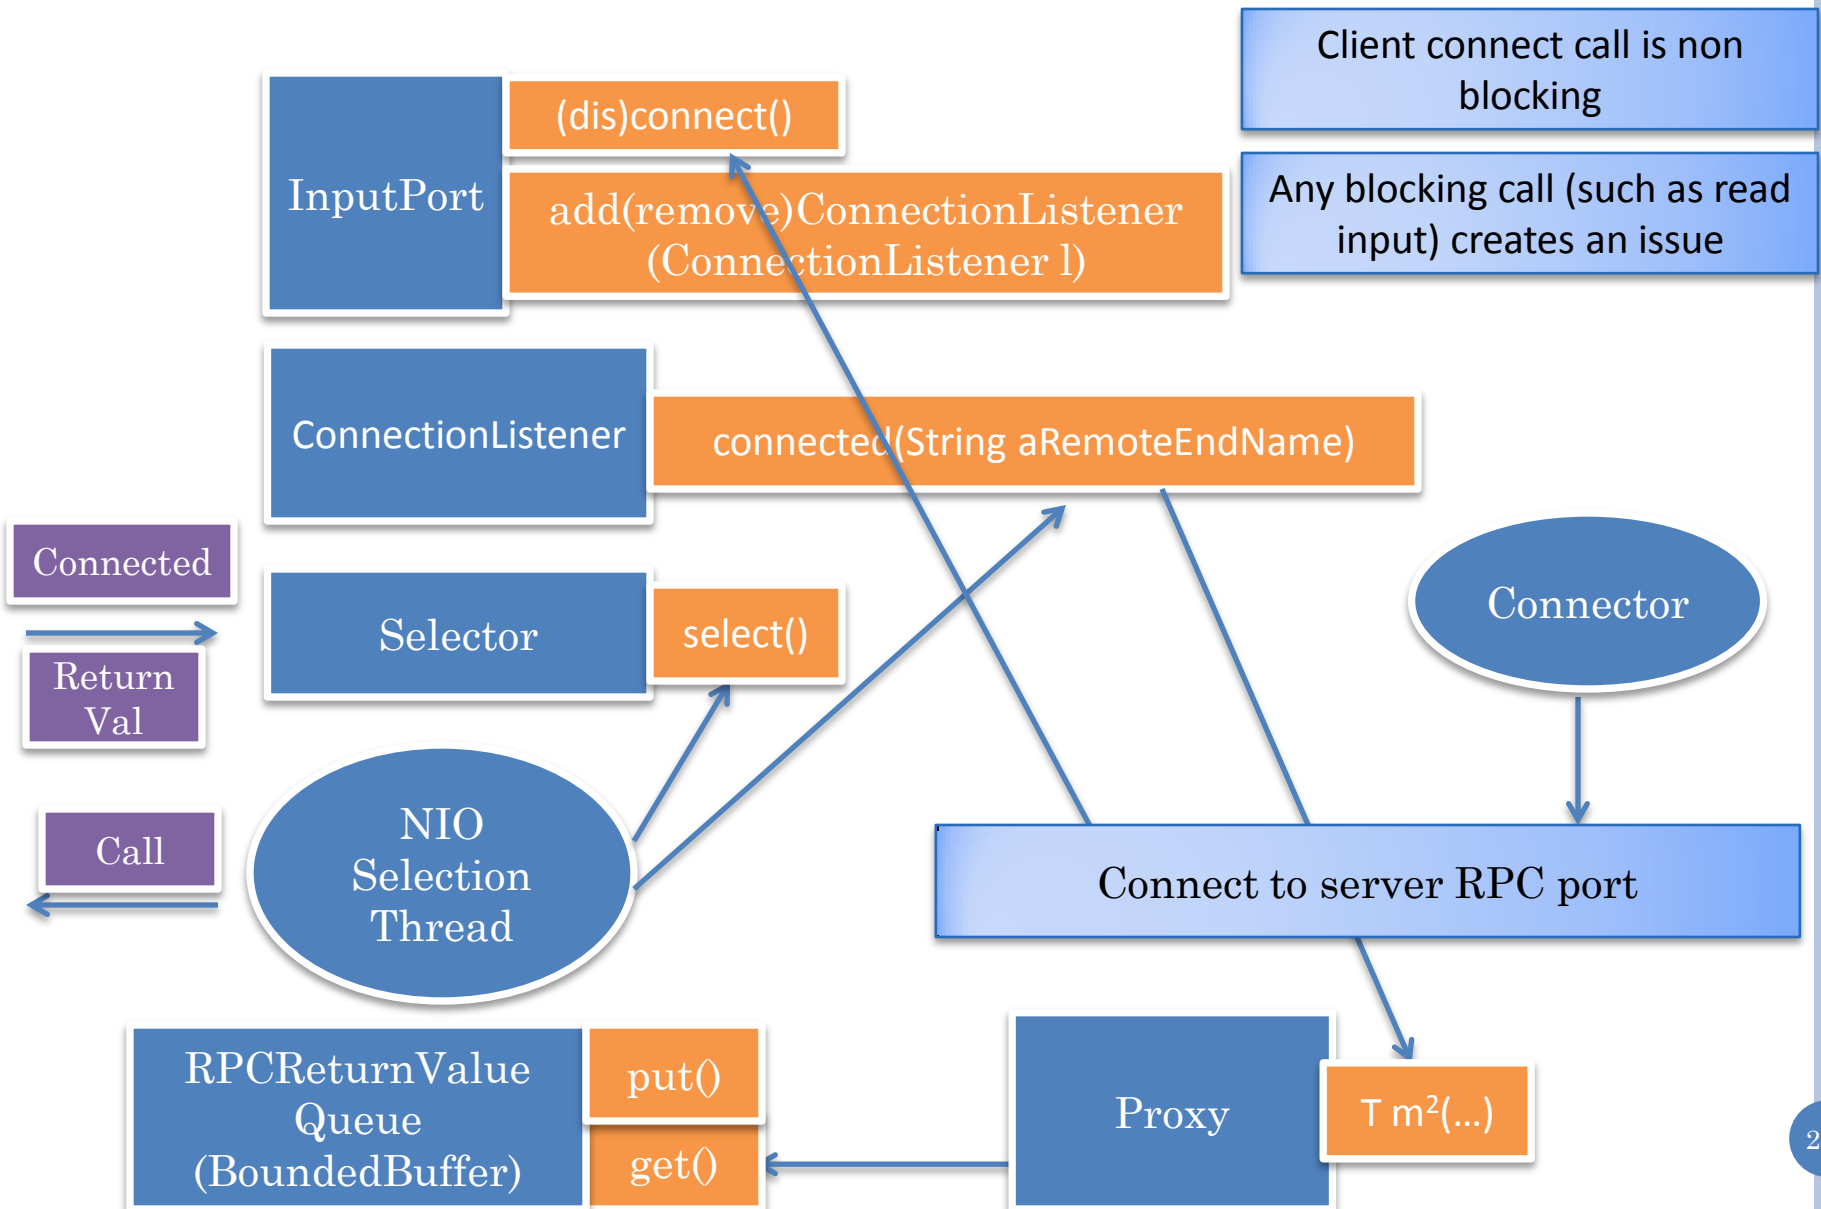 Client connect call is non
blocking
(dis)connect()
InputPort
add(remove)ConnectionListener
(ConnectionListener l)
Any blocking call (such as read
input) creates an issue
ConnectionListener
connected(String aRemoteEndName)
Connected
Selector
select()
Connector
Return
Val
NIO
Selection
Thread
Call
Connect to server RPC port
RPCReturnValue
Queue
(BoundedBuffer)
put()
get()
Proxy
T m²(...)
2